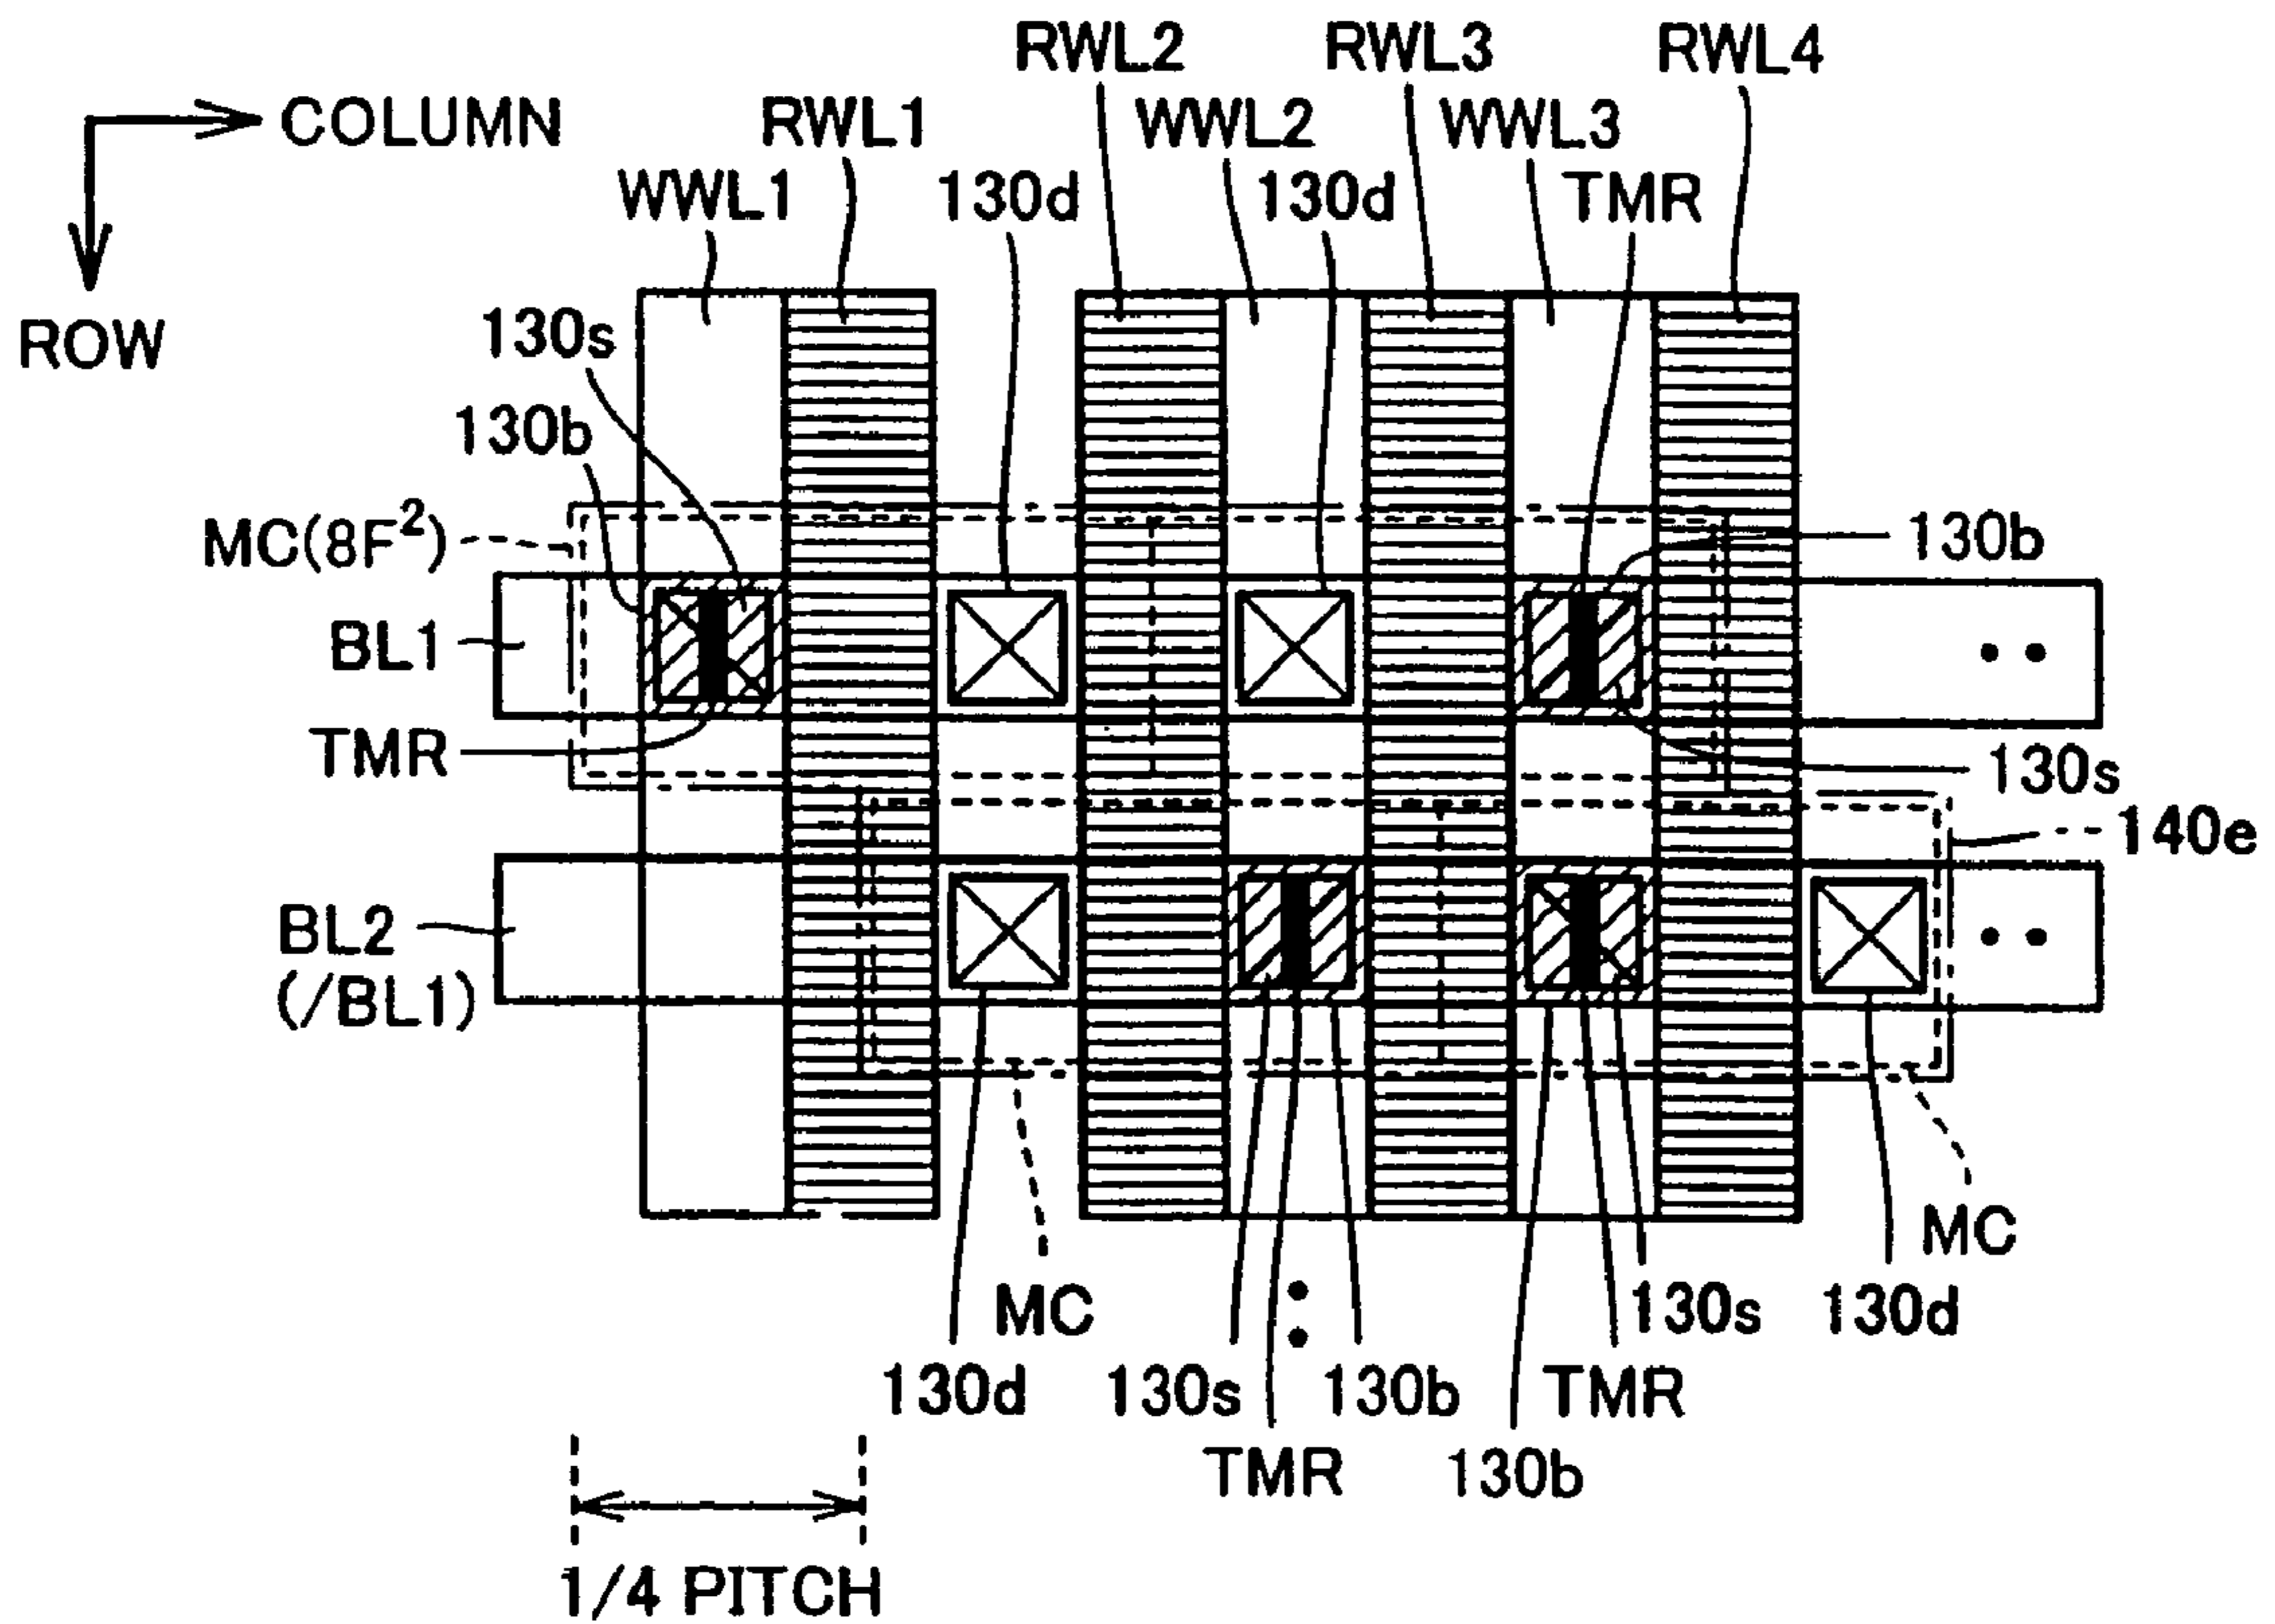 RWL2
RWL3
RWL4
COLUMN
RWL1
WWL2
WWL3
WWL1
130d
130d
TMR
ROW
130s
130b
MC(8F²)
130b
BL1
TMR
130s
140e
BL2
(/BL1)
MC
MC
130s
130d
130d
130s
130b
TMR
TMR
130b
1/4 PITCH